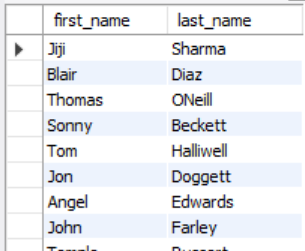 first_name last_name
Jiji Sharma
Blair Diaz
Thomas ONeill
Sonny Beckett
Tom Halliwell
Jon Doggett
Angel Edwards
John Farley